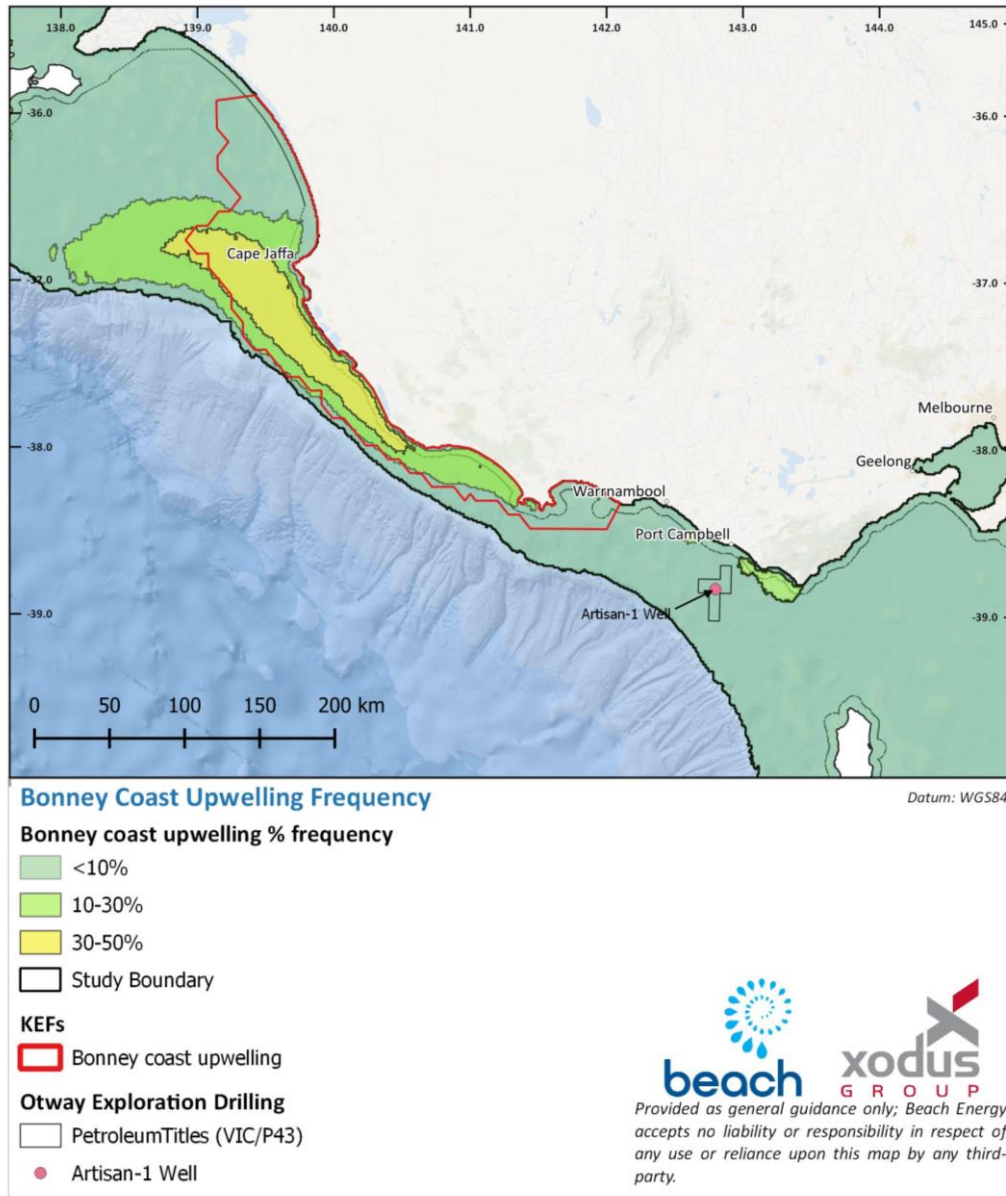 138.0 139.0 140.0 141.0 142.0 143.0 144.0 145.0
-36.0 -36.0
Cape Jaffa
-37.0 -37.0
Melbourne
-38.0 -38.0
Geelong
Warrnambool
Port Campbell
-39.0 Artisan-1 Well -39.0
0 50 100 150 200 km
Bonney Coast Upwelling Frequency
Datum: WGS84
Bonney coast upwelling % frequency
<10%
10-30%
30-50%
Study Boundary
KEFs
Bonney coast upwelling
Otway Exploration Drilling
PetroleumTitles (VIC/P43)
Artisan-1 Well
beach
xodus
GROUP
Provided as general guidance only; Beach Energy
accepts no liability or responsibility in respect of
any use or reliance upon this map by any third-
party.